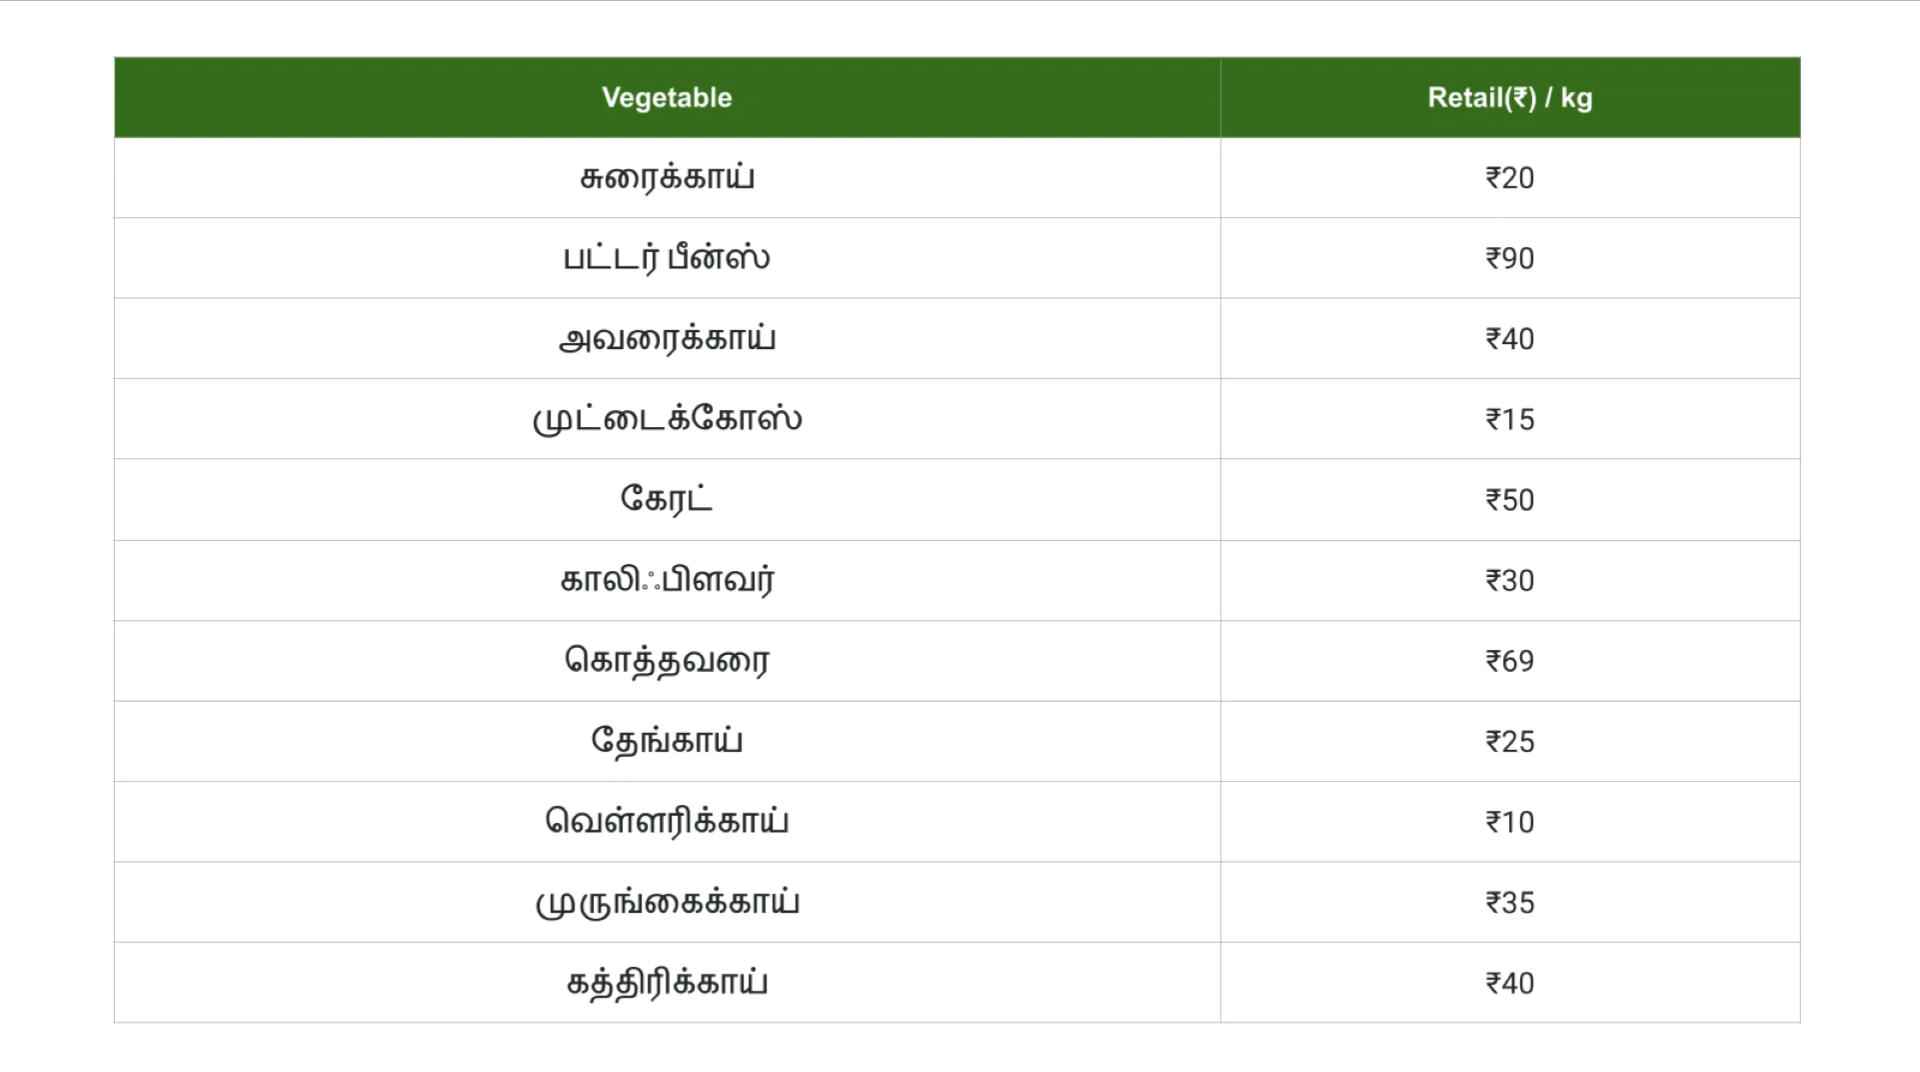 Vegetable Retail(₹) / kg
சுரைக்காய் ₹20
பட்டர் பீன்ஸ் ₹90
அவரைக்காய் ₹40
முட்டைக்கோஸ் ₹15
கேரட் ₹50
காலிஃபிளவர் ₹30
கொத்தவரை ₹69
தேங்காய் ₹25
வெள்ளரிக்காய் ₹10
முருங்கைக்காய் ₹35
கத்திரிக்காய் ₹40